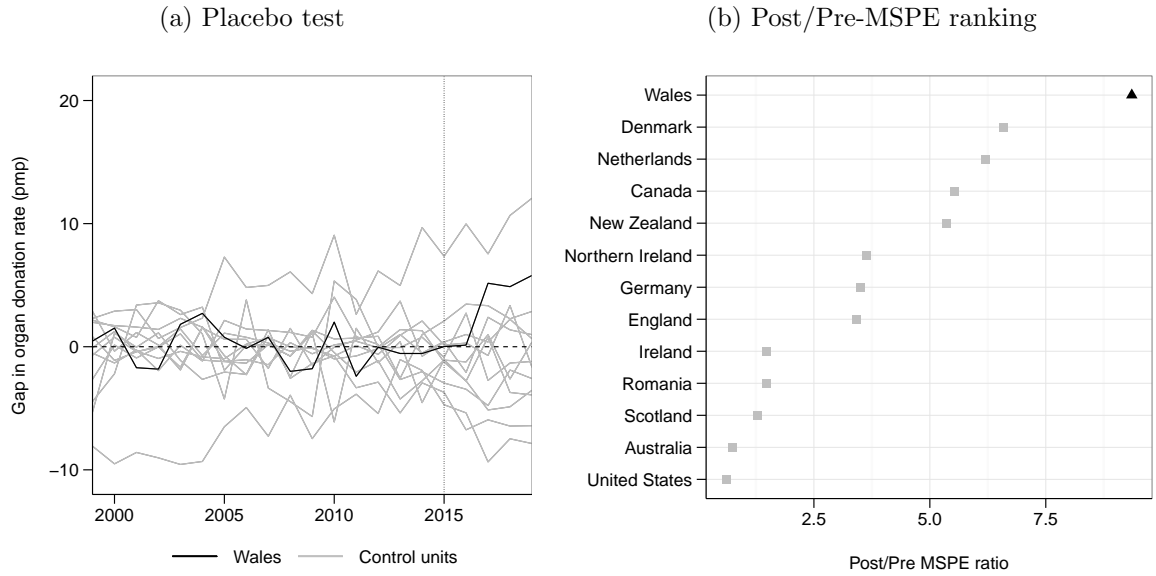 (a) Placebo test
Gap in organ donation rate (pmp)
20
10
0
−10
2000 2005 2010 2015
Wales Control units
(b) Post/Pre-MSPE ranking
Wales
Denmark
Netherlands
Canada
New Zealand
Northern Ireland
Germany
England
Ireland
Romania
Scotland
Australia
United States
2.5 5.0 7.5
Post/Pre MSPE ratio